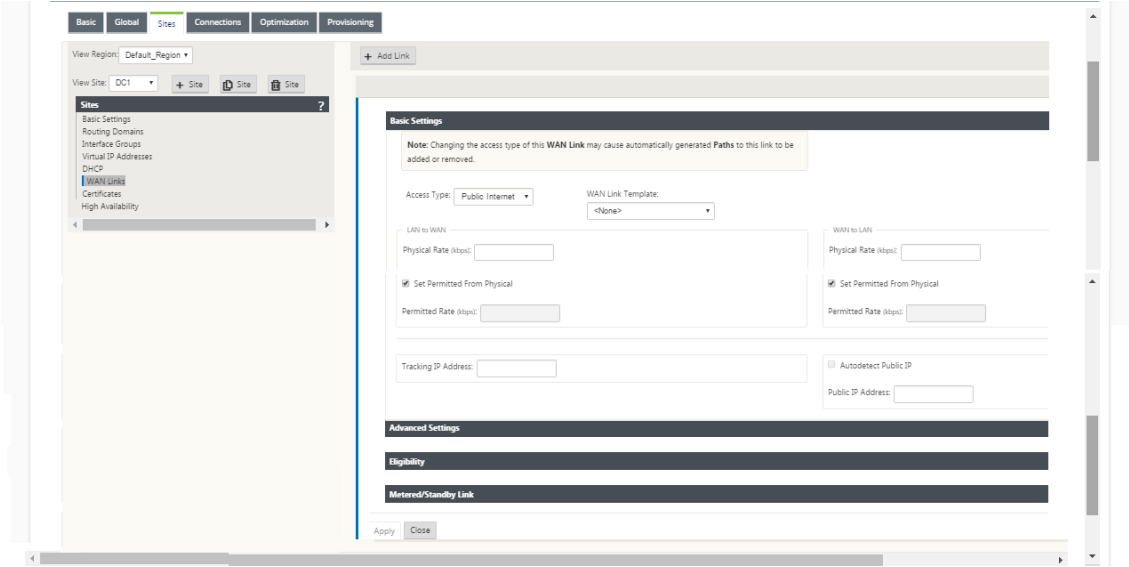 Basic Global Sites Connections Optimization Provisioning
View Region: Default_Region
+ Add Link
View Site: DC1 + Site Site Site
Sites ?
Basic Settings
Routing Domains
Interface Groups
Virtual IP Addresses
DHCP
WAN Links
Certificates
High Availability
Basic Settings
Note: Changing the access type of this WAN Link may cause automatically generated Paths to this link to be
added or removed.
Access Type: Public Internet
WAN Link Template:
<None>
LAN to WAN
Physical Rate (kbps):
Set Permitted From Physical
Permitted Rate (kbps):
WAN to LAN
Physical Rate (kbps):
Set Permitted From Physical
Permitted Rate (kbps):
Tracking IP Address:
Autodetect Public IP
Public IP Address:
Advanced Settings
Eligibility
Metered/Standby Link
Apply Close